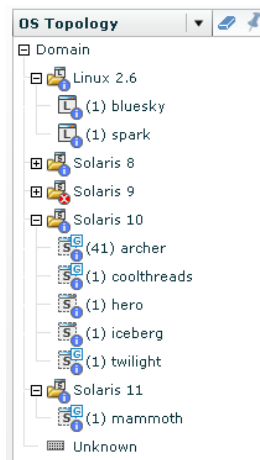 OS Topology
Domain
Linux 2.6
(1) bluesky
(1) spark
Solaris 8
Solaris 9
Solaris 10
(41) archer
(1) coolthreads
(1) hero
(1) iceberg
(1) twilight
Solaris 11
(1) mammoth
Unknown